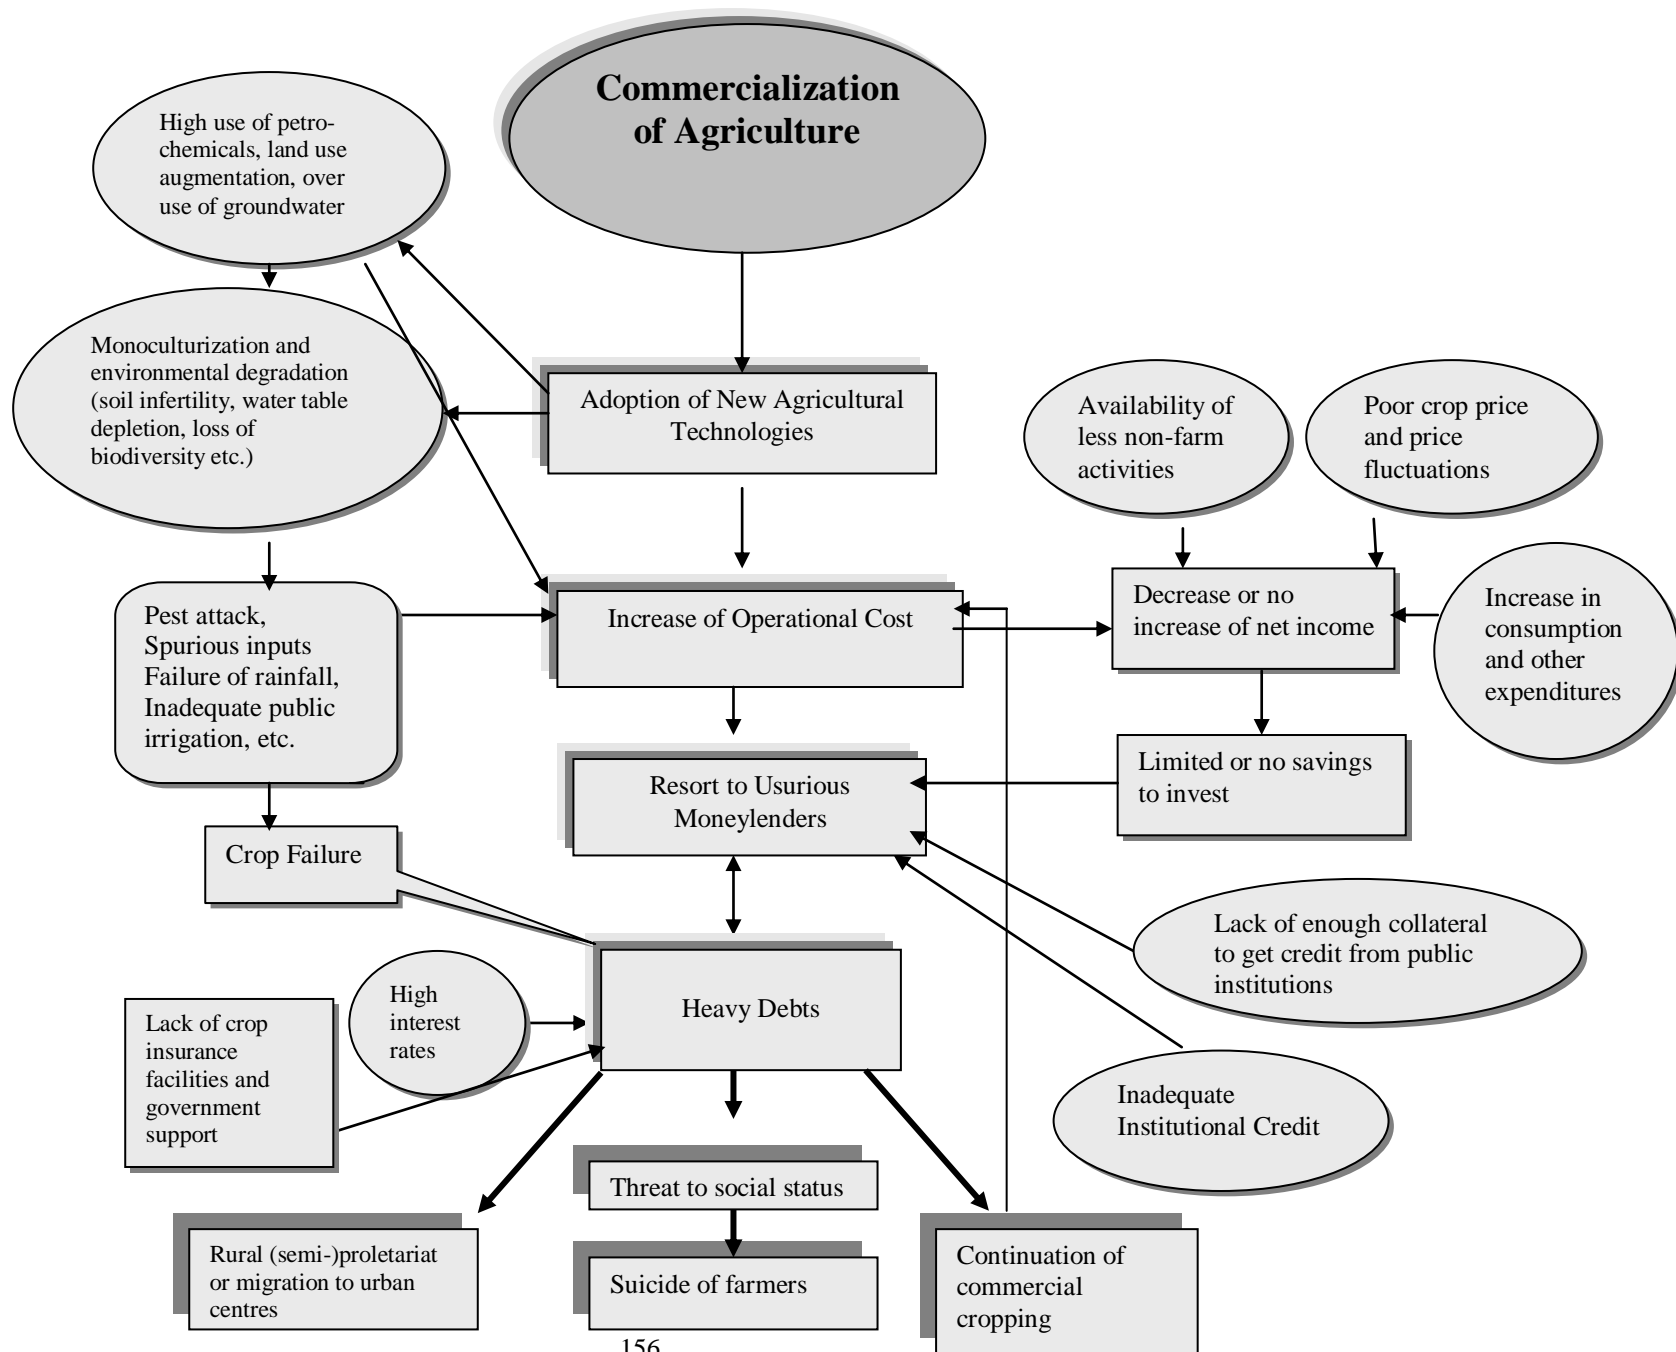 Commercialization
of Agriculture
High use of petro-
chemicals, land use
augmentation, over
use of groundwater
Monoculturization and
environmental degradation
(soil infertility, water table
depletion, loss of
biodiversity etc.)
Adoption of New Agricultural
Technologies
Availability of
less non-farm
activities
Poor crop price
and price
fluctuations
Pest attack,
Spurious inputs
Failure of rainfall,
Inadequate public
irrigation, etc.
Increase of Operational Cost
Decrease or no
increase of net income
Increase in
consumption
and other
expenditures
Resort to Usurious
Moneylenders
Limited or no savings
to invest
Crop Failure
Lack of enough collateral
to get credit from public
institutions
High
interest
rates
Heavy Debts
Lack of crop
insurance
facilities and
government
support
Inadequate
Institutional Credit
Threat to social status
Rural (semi-)proletariat
or migration to urban
centres
Suicide of farmers
Continuation of
commercial
cropping
156